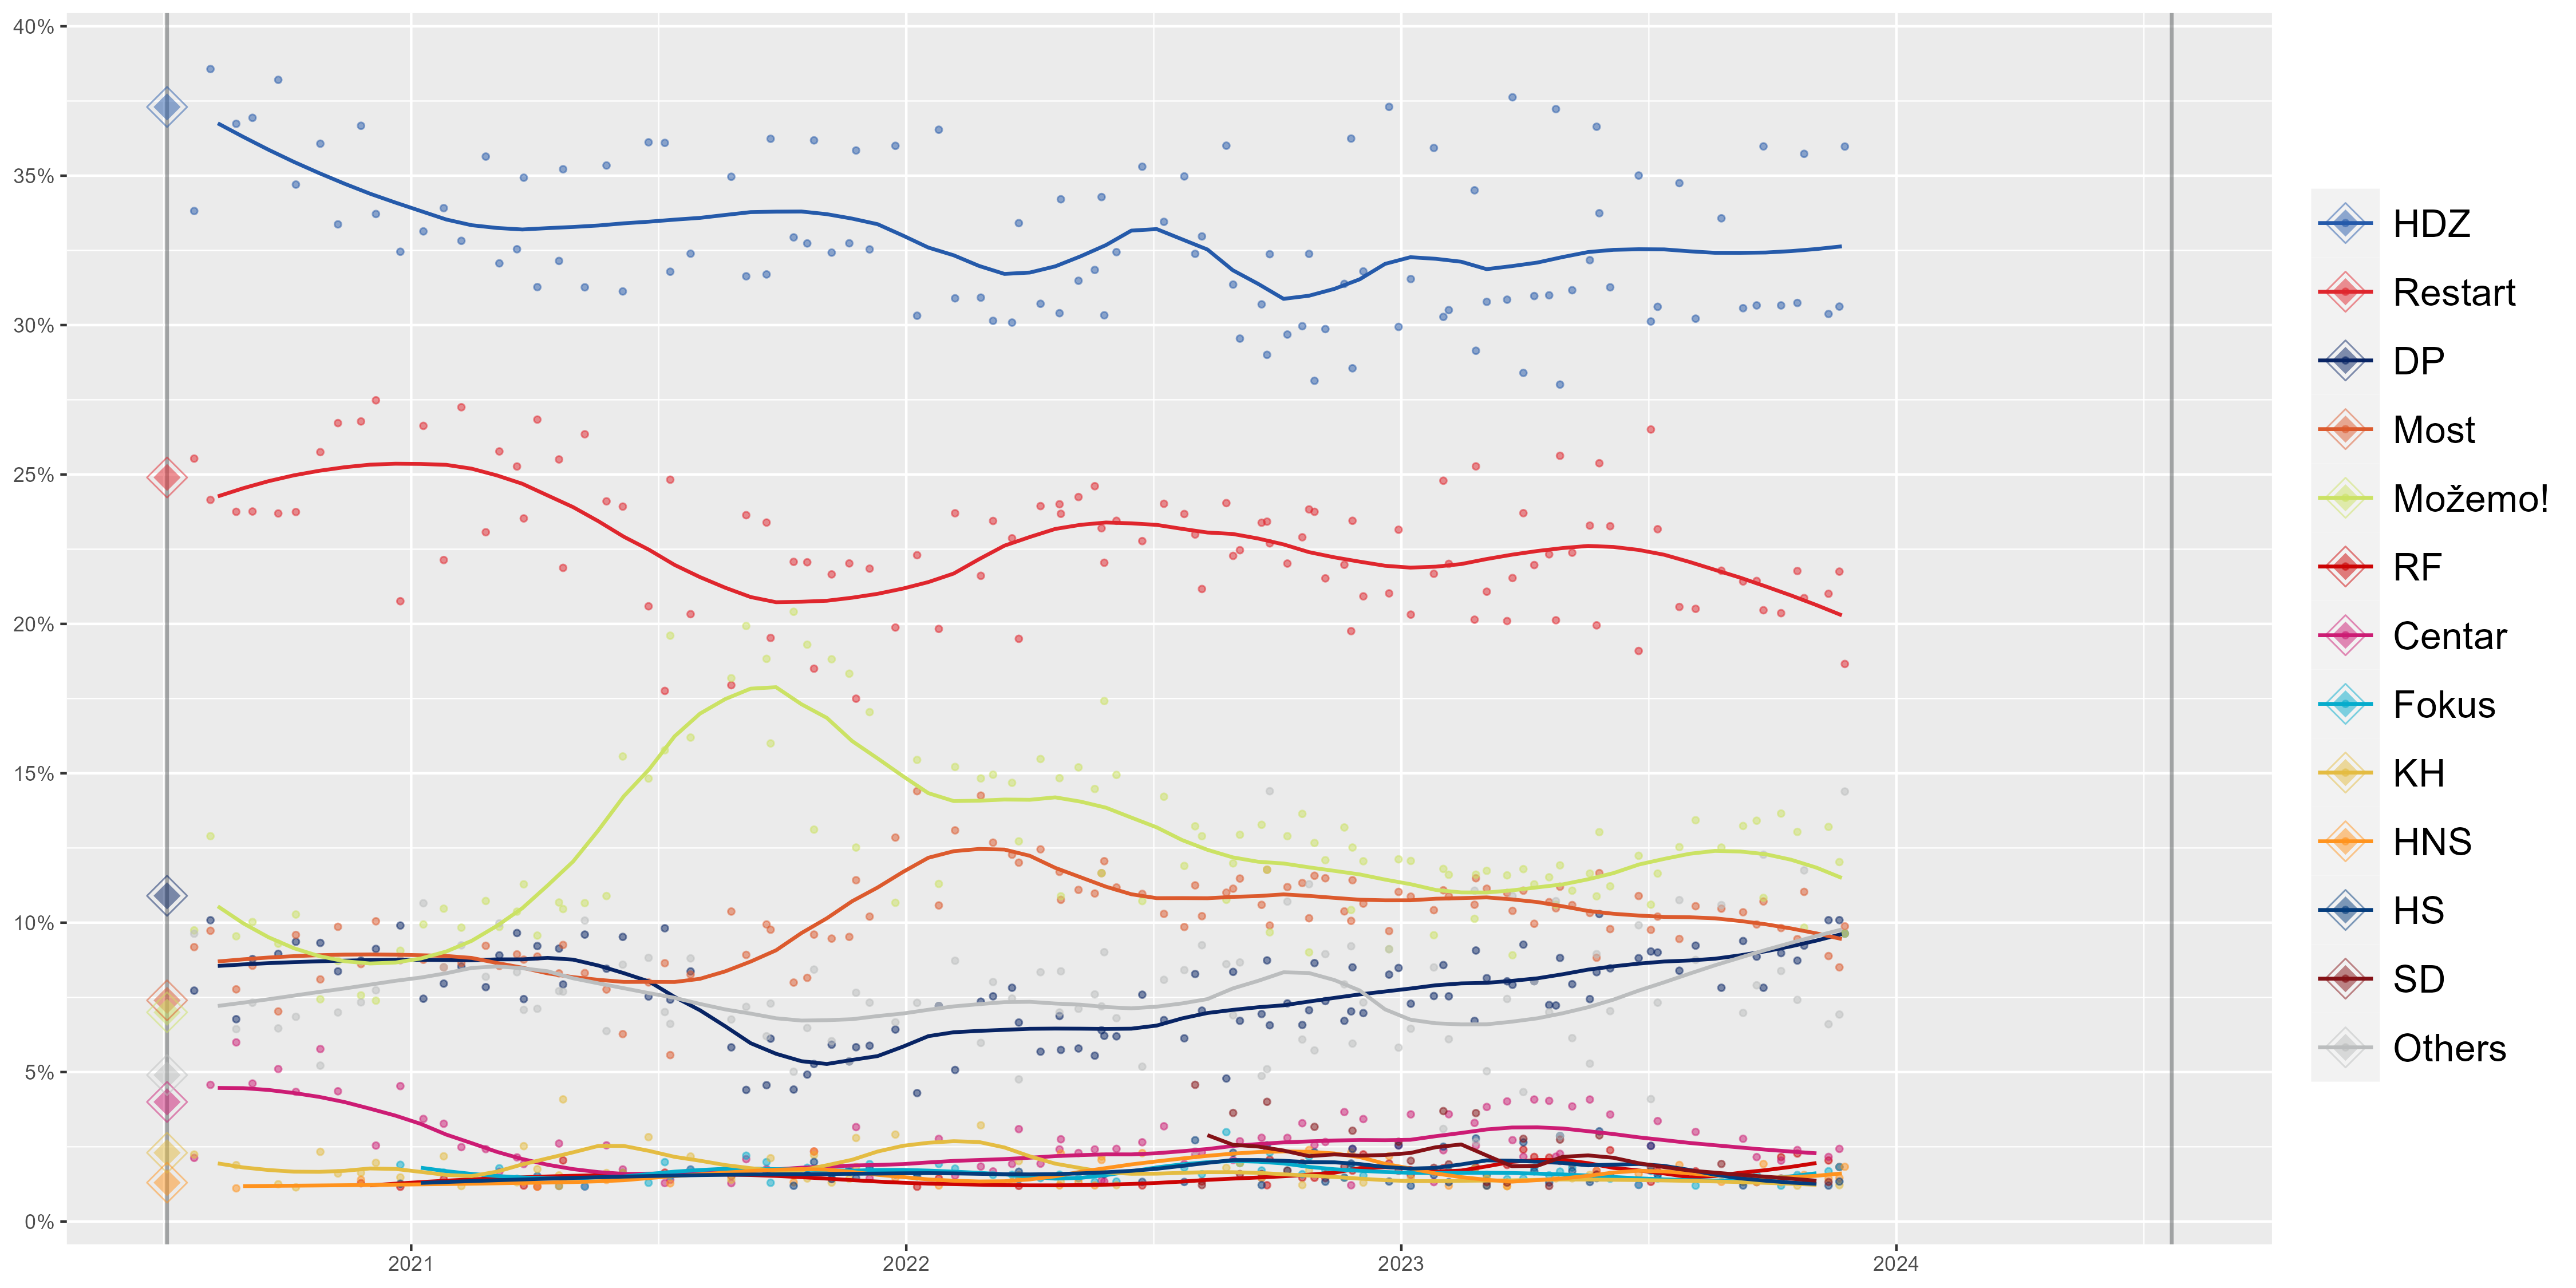 40%
35%
30%
25%
20%
15%
10%
5%
0%
2021
2022
2023
2024
HDZ
Restart
DP
Most
Možemo!
RF
Centar
Fokus
KH
HNS
HS
SD
Others